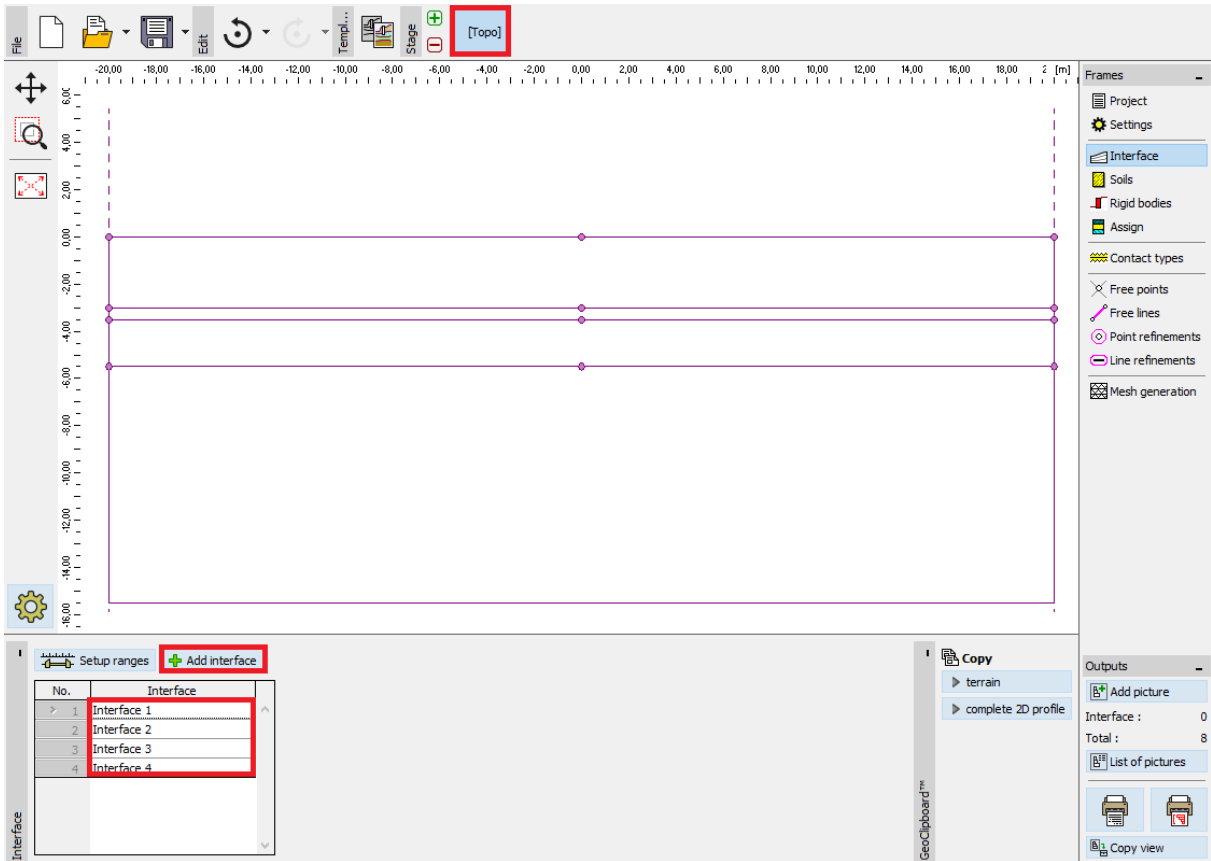 File
Edit
Templ...
Stage
[Topo]
-20,00 -18,00 -16,00 -14,00 -12,00 -10,00 -8,00 -6,00 -4,00 -2,00 0,00 2,00 4,00 6,00 8,00 10,00 12,00 14,00 16,00 18,00 2 [m]
6,00
4,00
2,00
0,00
-2,00
-4,00
-6,00
-8,00
-10,00
-12,00
-14,00
-16,00
Frames
Project
Settings
Interface
Soils
Rigid bodies
Assign
Contact types
Free points
Free lines
Point refinements
Line refinements
Mesh generation
Setup ranges
Add interface
No. Interface
1 Interface 1
2 Interface 2
3 Interface 3
4 Interface 4
Interface
GeoClipboard™
Copy
terrain
complete 2D profile
Outputs
Add picture
Interface : 0
Total : 8
List of pictures
Copy view